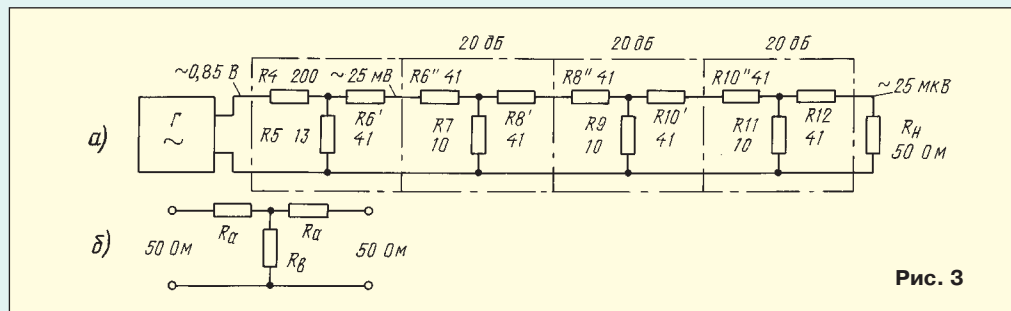 20 дБ 20 дБ 20 дБ
~0,85 В R4 200 ~25 мВ R6" 41 R8" 41 R10" 41 ~25 мкВ
Г
~
а)
R5 13 R6' 41 R7 10 R8' 41 R9 10 R10' 41 R11 10 R12 41 Rн 50 Ом
б)
50 Ом Rа Rа 50 Ом
Rв
Рис. 3